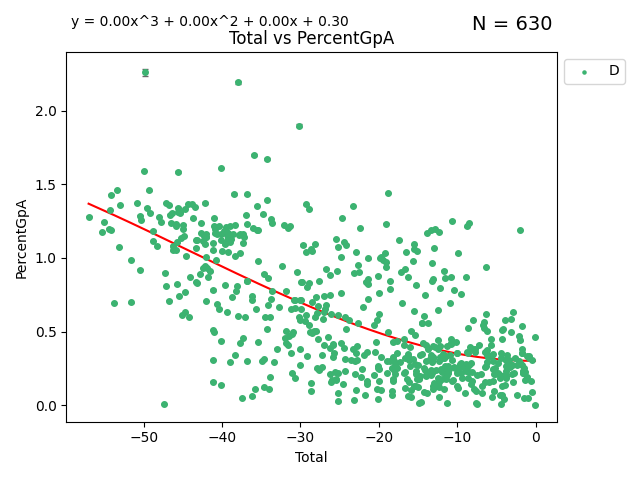 y = 0.00x^3 + 0.00x^2 + 0.00x + 0.30
N = 630
Total vs PercentGpA
D
2.0
1.5
1.0
0.5
0.0
PercentGpA
−50 −40 −30 −20 −10 0
Total